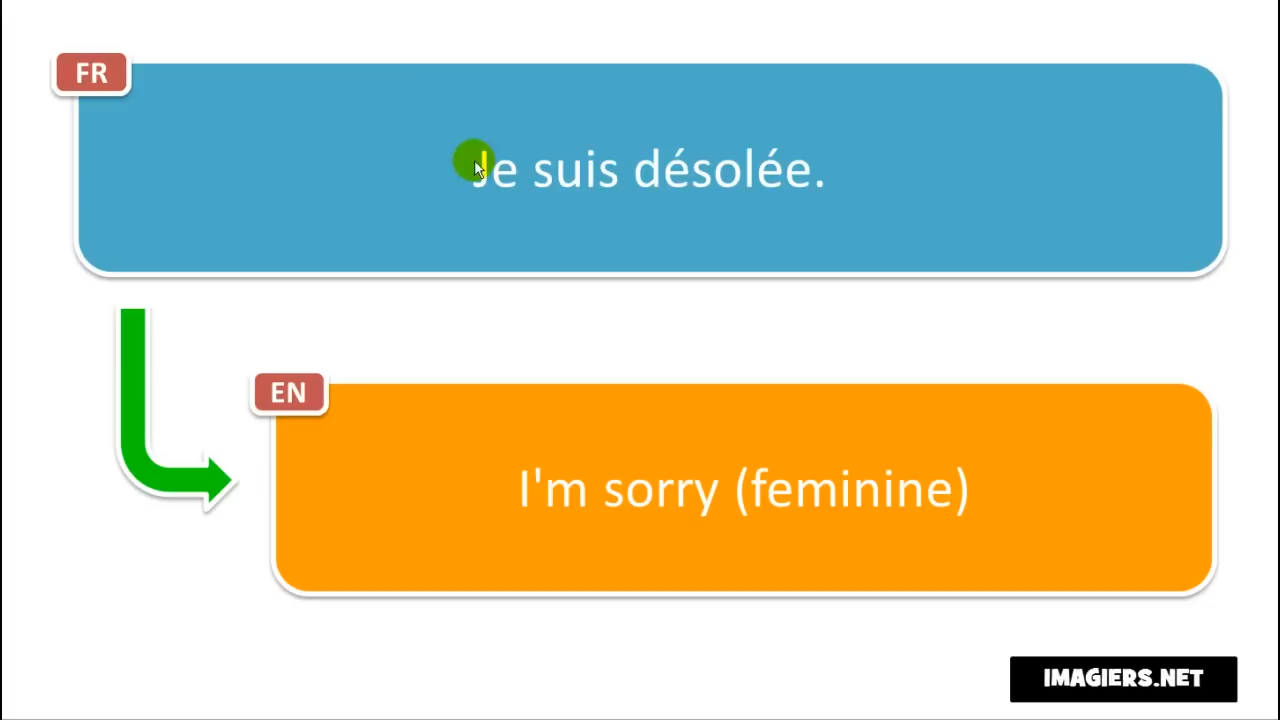 FR
Je suis désolée.
EN
I'm sorry (feminine)
IMAGIERS.NET